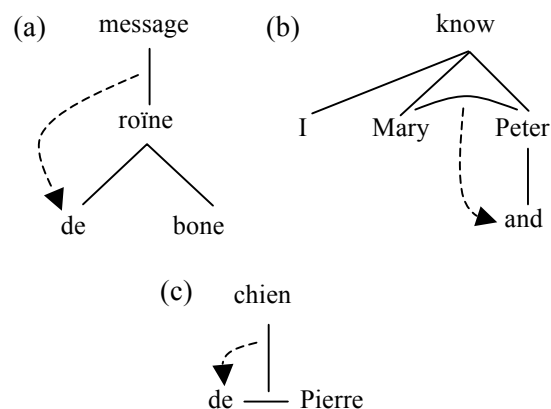 (a) message
(b) know
roïne
I Mary Peter
de bone
and
(c) chien
de Pierre